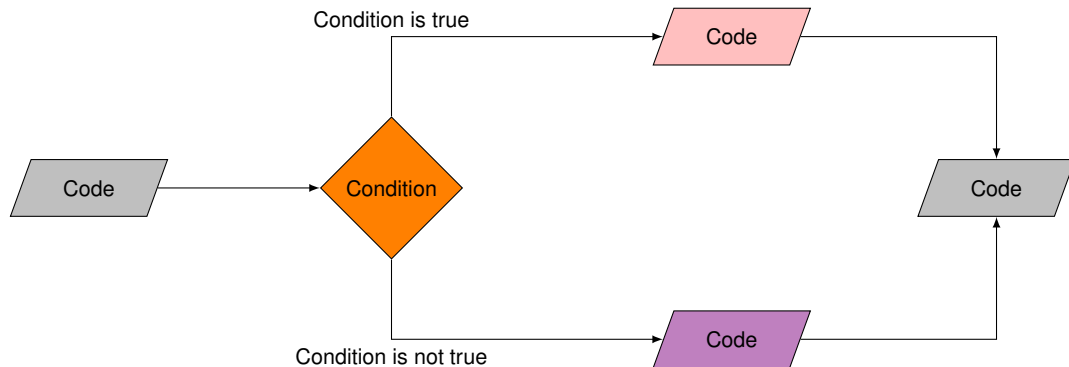 Condition is true
Code
Code
Condition
Code
Condition is not true
Code